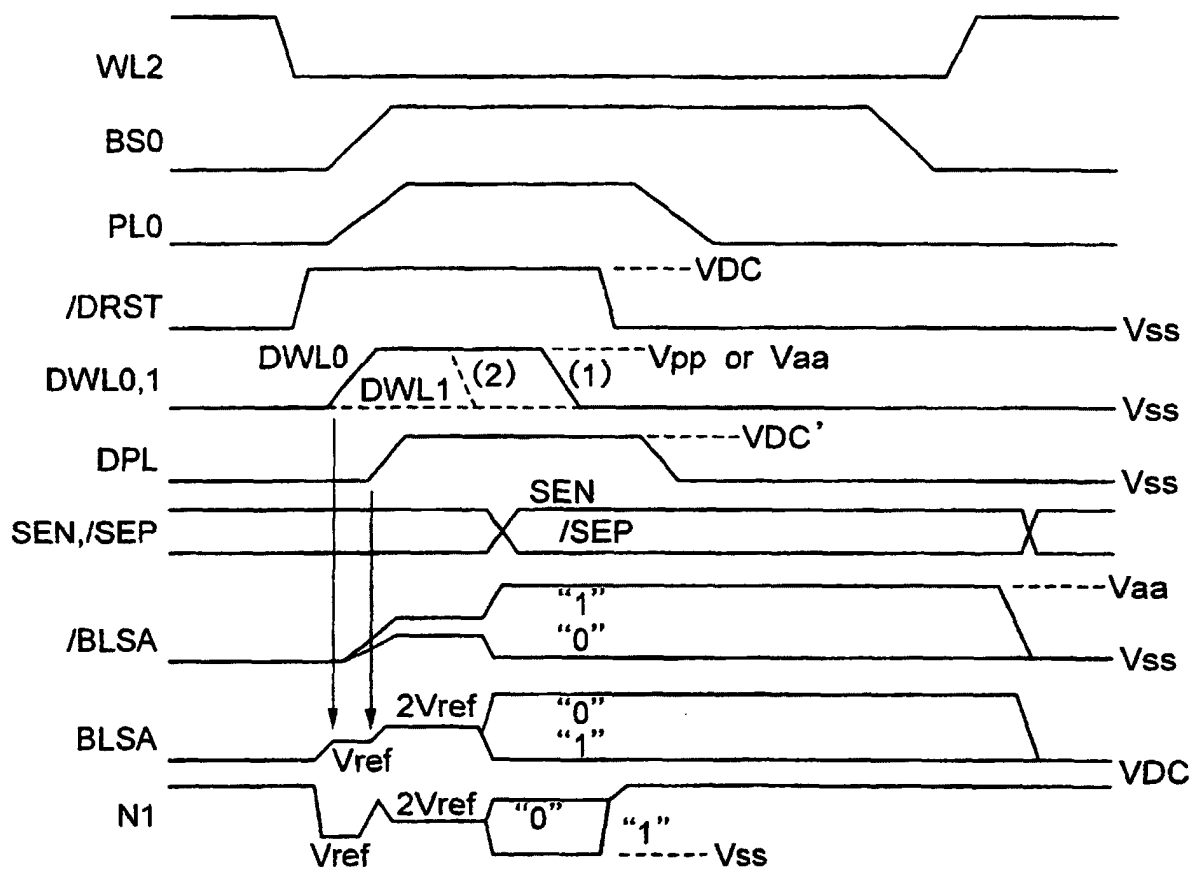 WL2
BS0
PL0
/DRST
VDC
Vss
DWL0,1
DWL0
DWL1
(2)
(1)
Vpp or Vaa
Vss
DPL
VDC’
Vss
SEN,/SEP
SEN
/SEP
/BLSA
“1”
“0”
Vaa
Vss
BLSA
Vref
2Vref
“0”
“1”
VDC
N1
Vref
2Vref
“0”
“1”
Vss